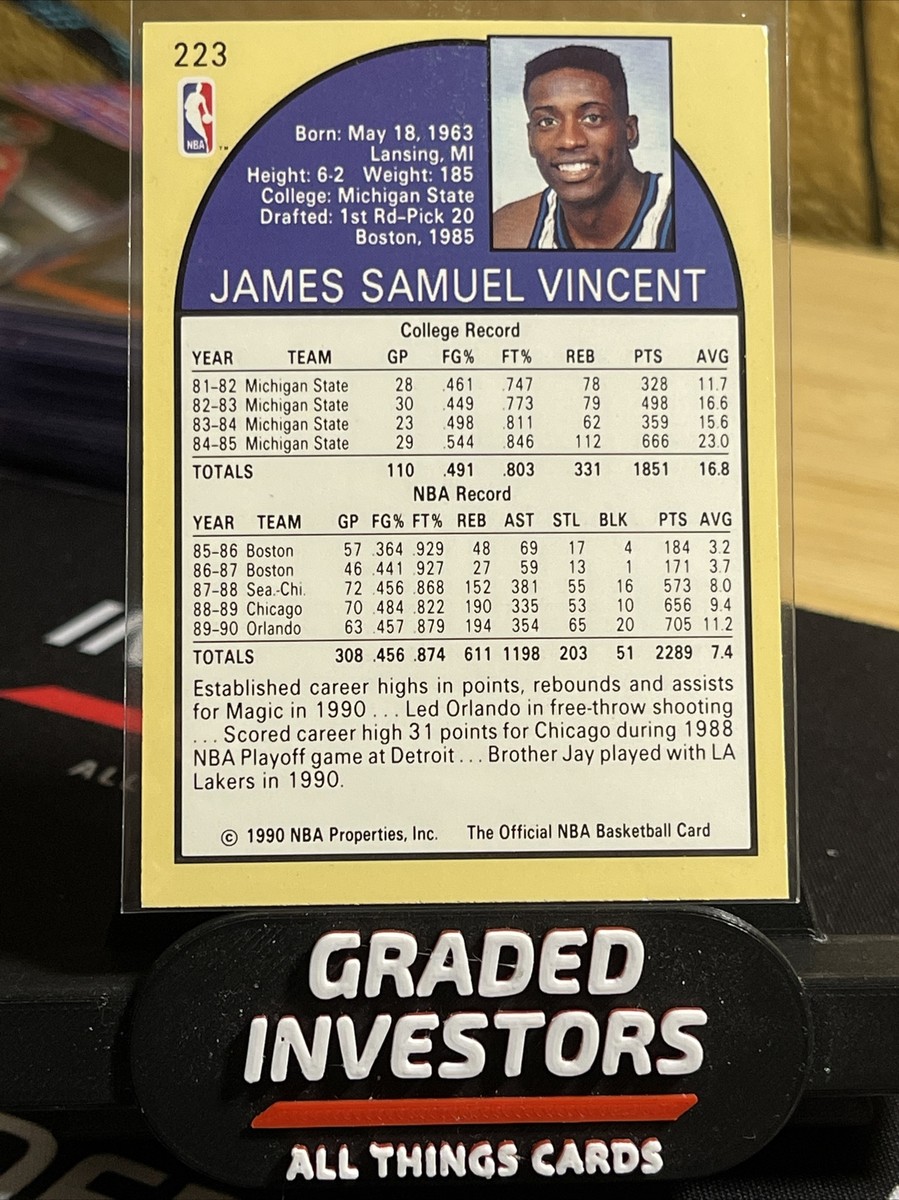 223
NBA
TM
Born: May 18, 1963
Lansing, MI
Height: 6-2 Weight: 185
College: Michigan State
Drafted: 1st Rd–Pick 20
Boston, 1985
JAMES SAMUEL VINCENT
College Record
YEAR TEAM GP FG% FT% REB PTS AVG
81–82 Michigan State 28 .461 .747 78 328 11.7
82–83 Michigan State 30 .449 .773 79 498 16.6
83–84 Michigan State 23 .498 .811 62 359 15.6
84–85 Michigan State 29 .544 .846 112 666 23.0
TOTALS 110 .491 .803 331 1851 16.8
NBA Record
YEAR TEAM GP FG% FT% REB AST STL BLK PTS AVG
85–86 Boston 57 .364 .929 48 69 17 4 184 3.2
86–87 Boston 46 .441 .927 27 59 13 1 171 3.7
87–88 Sea.-Chi. 72 .456 .868 152 381 55 16 573 8.0
88–89 Chicago 70 .484 .822 190 335 53 10 656 9.4
89–90 Orlando 63 .457 .879 194 354 65 20 705 11.2
TOTALS 308 .456 .874 611 1198 203 51 2289 7.4
Established career highs in points, rebounds and assists
for Magic in 1990 ... Led Orlando in free-throw shooting
... Scored career high 31 points for Chicago during 1988
NBA Playoff game at Detroit ... Brother Jay played with LA
Lakers in 1990.
© 1990 NBA Properties, Inc. The Official NBA Basketball Card
ALL
GRADED
INVESTORS
ALL THINGS CARDS